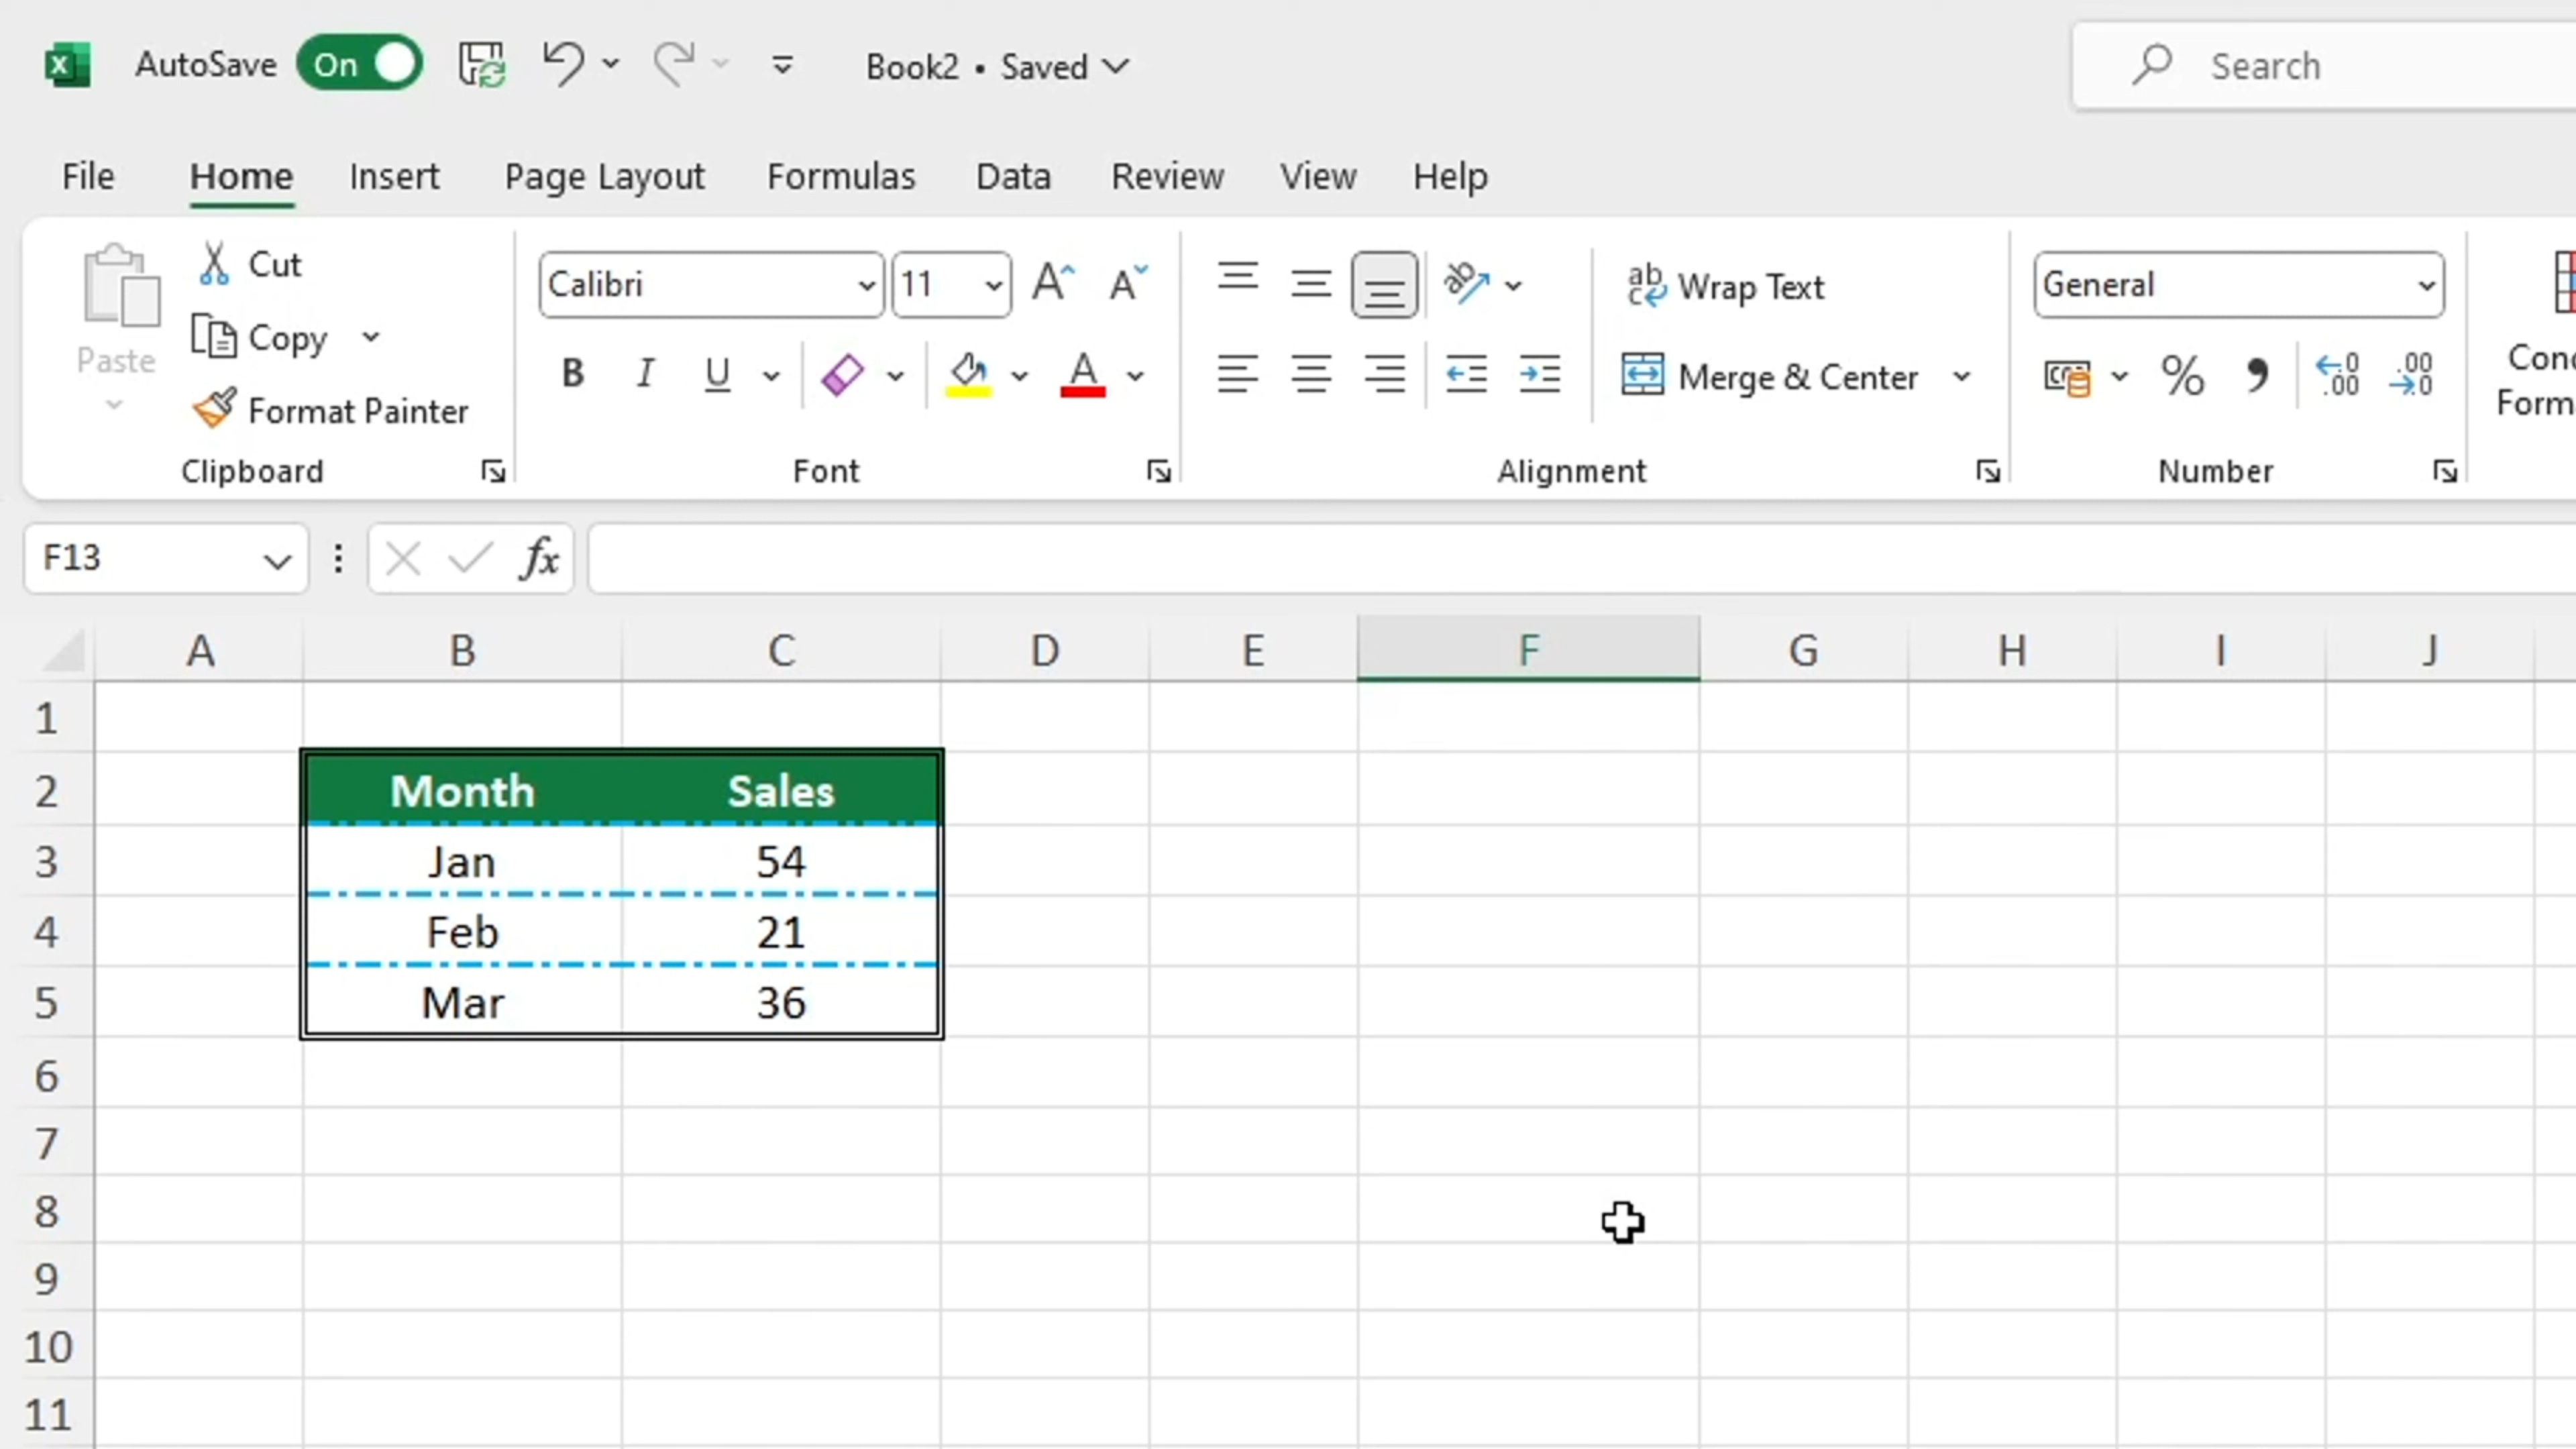 AutoSave On Book2 • Saved Search
File Home Insert Page Layout Formulas Data Review View Help
Paste
Cut
Copy
Format Painter
Clipboard
Calibri 11
B I U
Font
Wrap Text
Merge & Center
Alignment
General
Number
Form
F13 fx
A B C D E F G H I J
1
2 Month Sales
3 Jan 54
4 Feb 21
5 Mar 36
6
7
8
9
10
11